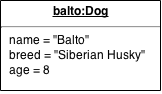 balto:Dog
name = "Balto"
breed = "Siberian Husky"
age = 8